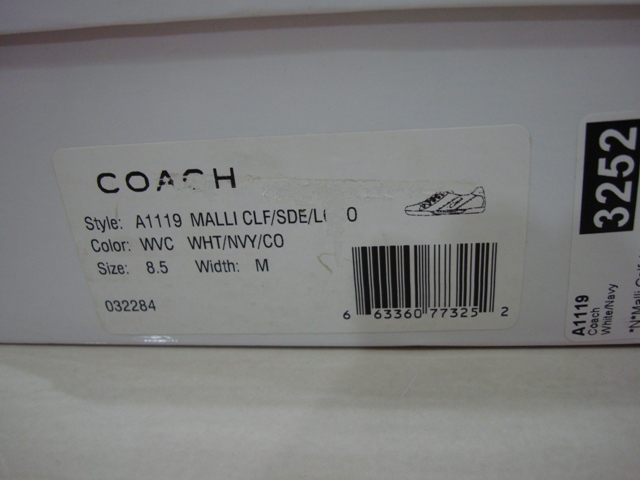 COACH
Style: A1119 MALLI CLF/SDE/L O
Color: WVC WHT/NVY/CO
Size: 8.5 Width: M
032284
6 63360 77325 2
3252
A1119
Coach
White/Navy